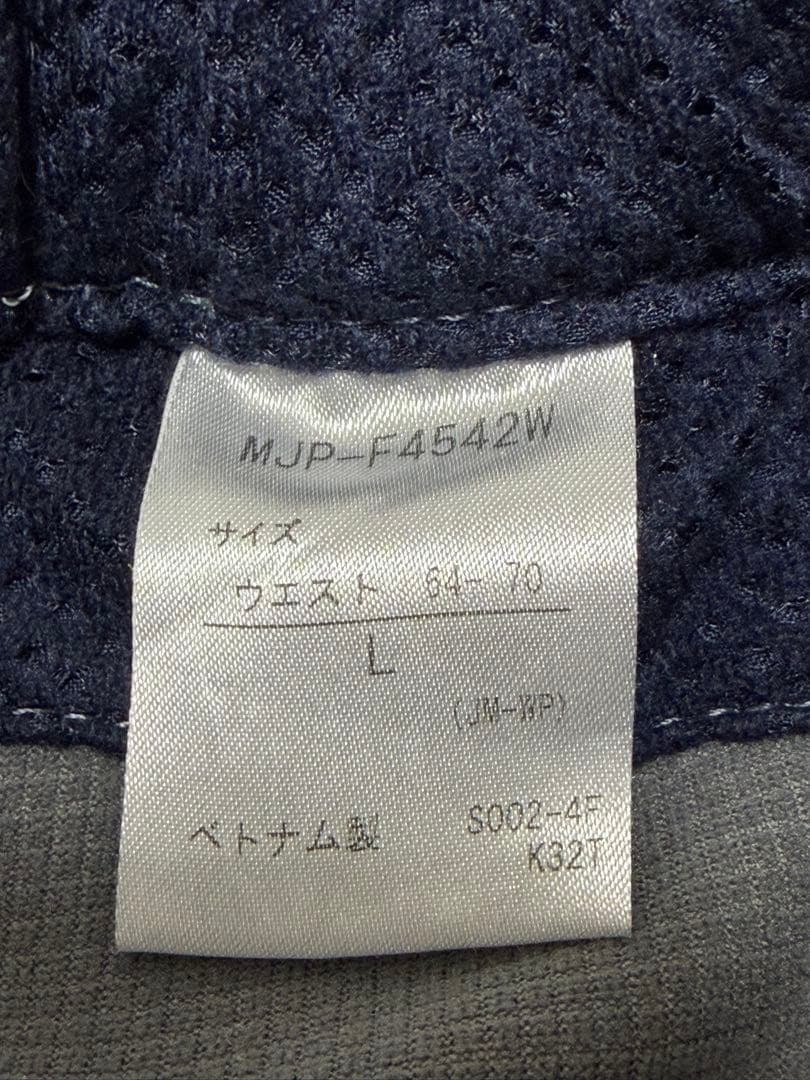 MJP-F4542W
サイズ
ウエスト 64-70
L
(JM-WP)
ベトナム製 S002-4F
K32T